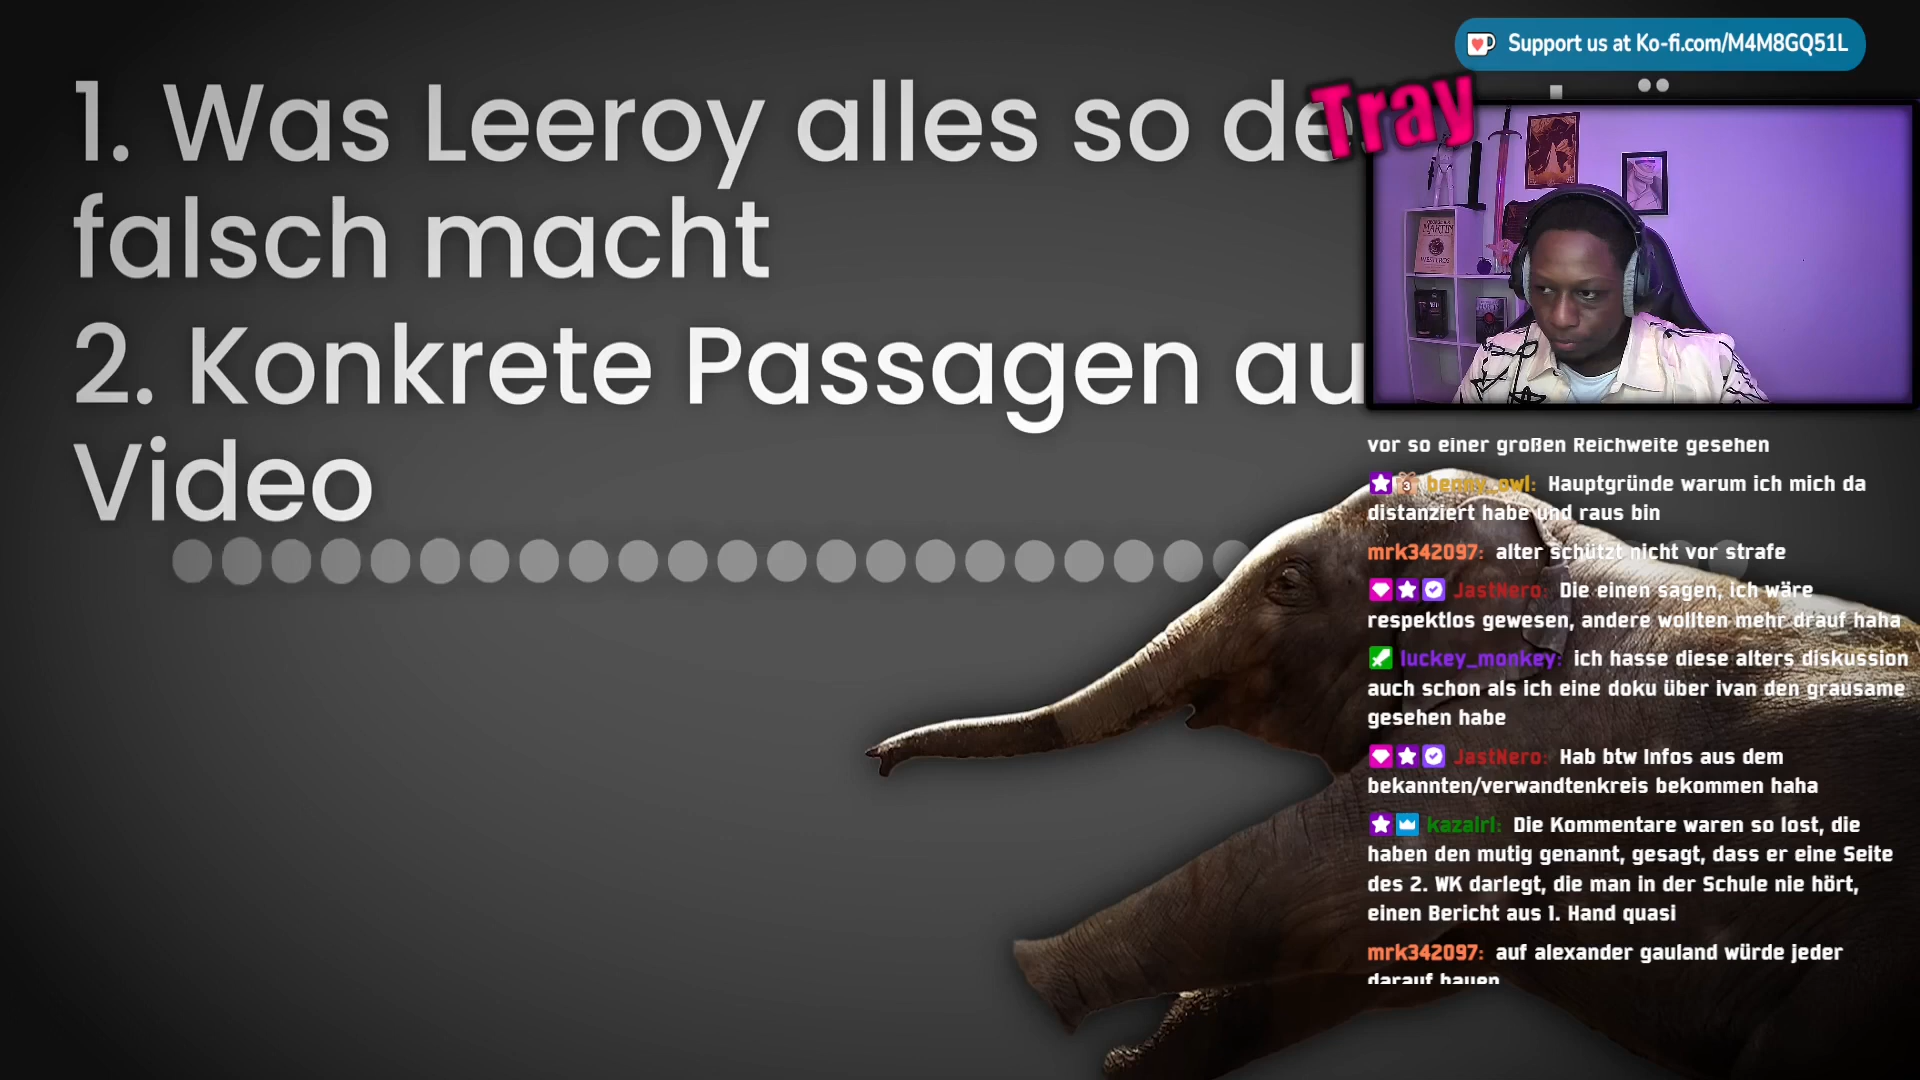 Support us at Ko-fi.com/M4M8GQ51L
1. Was Leeroy alles so
falsch macht
2. Konkrete Passagen
Video
Tray
MARTIN
vor so einer großen Reichweite gesehen
benny_owl: Hauptgründe warum ich mich da
distanziert habe und raus bin
mrk342097: alter schützt nicht vor strafe
JastNero: Die einen sagen, ich wäre
respektlos gewesen, andere wollten mehr drauf haha
luckey_monkey: ich hasse diese alters diskussion
auch schon als ich eine doku über ivan den grausame
gesehen habe
JastNero: Hab btw Infos aus dem
bekannten/verwandtenkreis bekommen haha
kazalrl: Die Kommentare waren so lost, die
haben den mutig genannt, gesagt, dass er eine Seite
des 2. WK darlegt, die man in der Schule nie hört,
einen Bericht aus 1. Hand quasi
mrk342097: auf alexander gauland würde jeder
darauf hauen